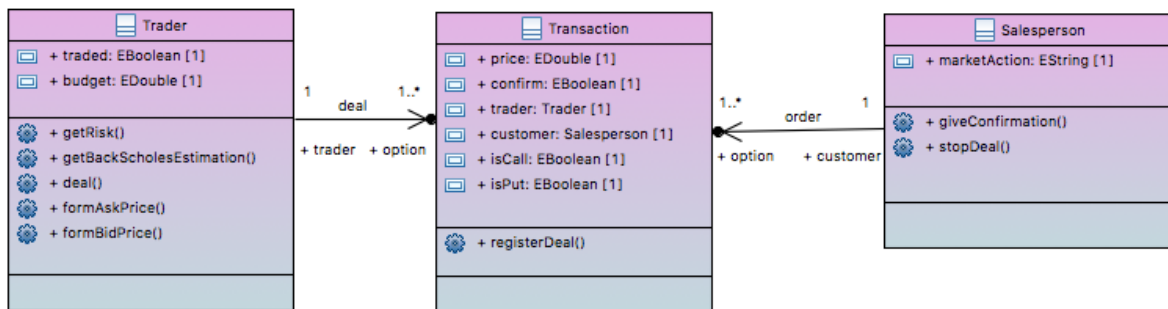 Trader
+ traded: EBoolean [1]
+ budget: EDouble [1]
+ getRisk()
+ getBackScholesEstimation()
+ deal()
+ formAskPrice()
+ formBidPrice()
1
deal
1..*
+ trader
+ option
Transaction
+ price: EDouble [1]
+ confirm: EBoolean [1]
+ trader: Trader [1]
+ customer: Salesperson [1]
+ isCall: EBoolean [1]
+ isPut: EBoolean [1]
+ registerDeal()
1..*
order
1
+ option
+ customer
Salesperson
+ marketAction: EString [1]
+ giveConfirmation()
+ stopDeal()